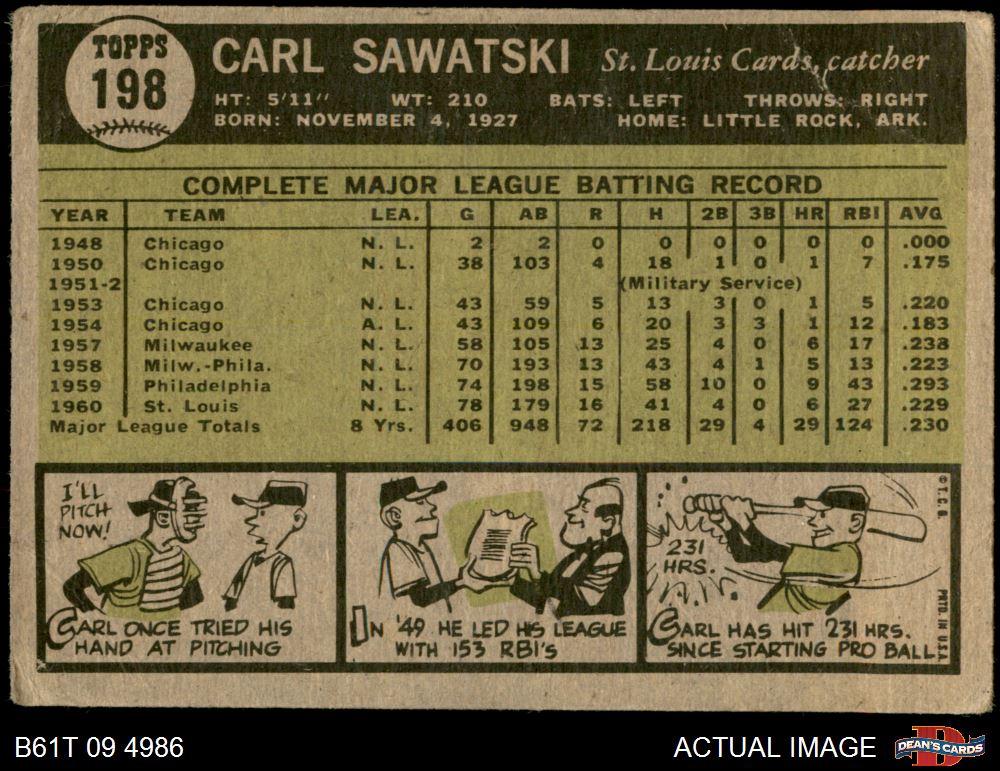 TOPPS
198
CARL SAWATSKI St. Louis Cards, catcher
HT: 5'11" WT: 210 BATS: LEFT THROWS: RIGHT
BORN: NOVEMBER 4, 1927 HOME: LITTLE ROCK, ARK.
COMPLETE MAJOR LEAGUE BATTING RECORD
YEAR TEAM LEA. G AB R H 2B 3B HR RBI AVG
1948 Chicago N. L. 2 2 0 0 0 0 0 0 .000
1950 Chicago N. L. 38 103 4 18 1 0 1 7 .175
1951-2 (Military Service)
1953 Chicago N. L. 43 59 5 13 3 0 1 5 .220
1954 Chicago A. L. 43 109 6 20 3 3 1 12 .183
1957 Milwaukee N. L. 58 105 13 25 4 0 6 17 .238
1958 Milw.-Phila. N. L. 70 193 13 43 4 1 5 13 .223
1959 Philadelphia N. L. 74 198 15 58 10 0 9 43 .293
1960 St. Louis N. L. 78 179 16 41 4 0 6 27 .229
Major League Totals 8 Yrs. 406 948 72 218 29 4 29 124 .230
I'LL
PITCH
NOW!
CARL ONCE TRIED HIS
HAND AT PITCHING
IN '49 HE LED HIS LEAGUE
WITH 153 RBI'S
231
HRS.
CARL HAS HIT 231 HRS.
SINCE STARTING PRO BALL.
© T.C.G.
PRTD. IN U.S.A.
B61T 09 4986
ACTUAL IMAGE
DEAN'S CARDS